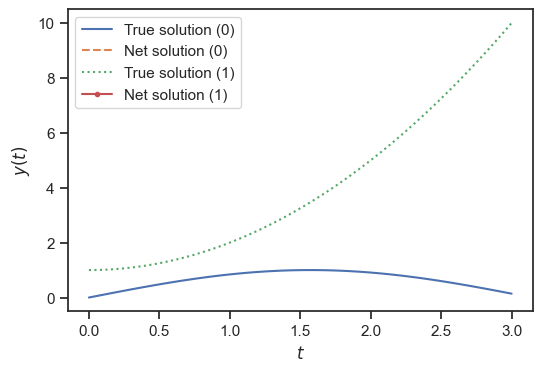 True solution (0)
Net solution (0)
True solution (1)
Net solution (1)
10
8
6
4
2
0
y(t)
0.0 0.5 1.0 1.5 2.0 2.5 3.0
t